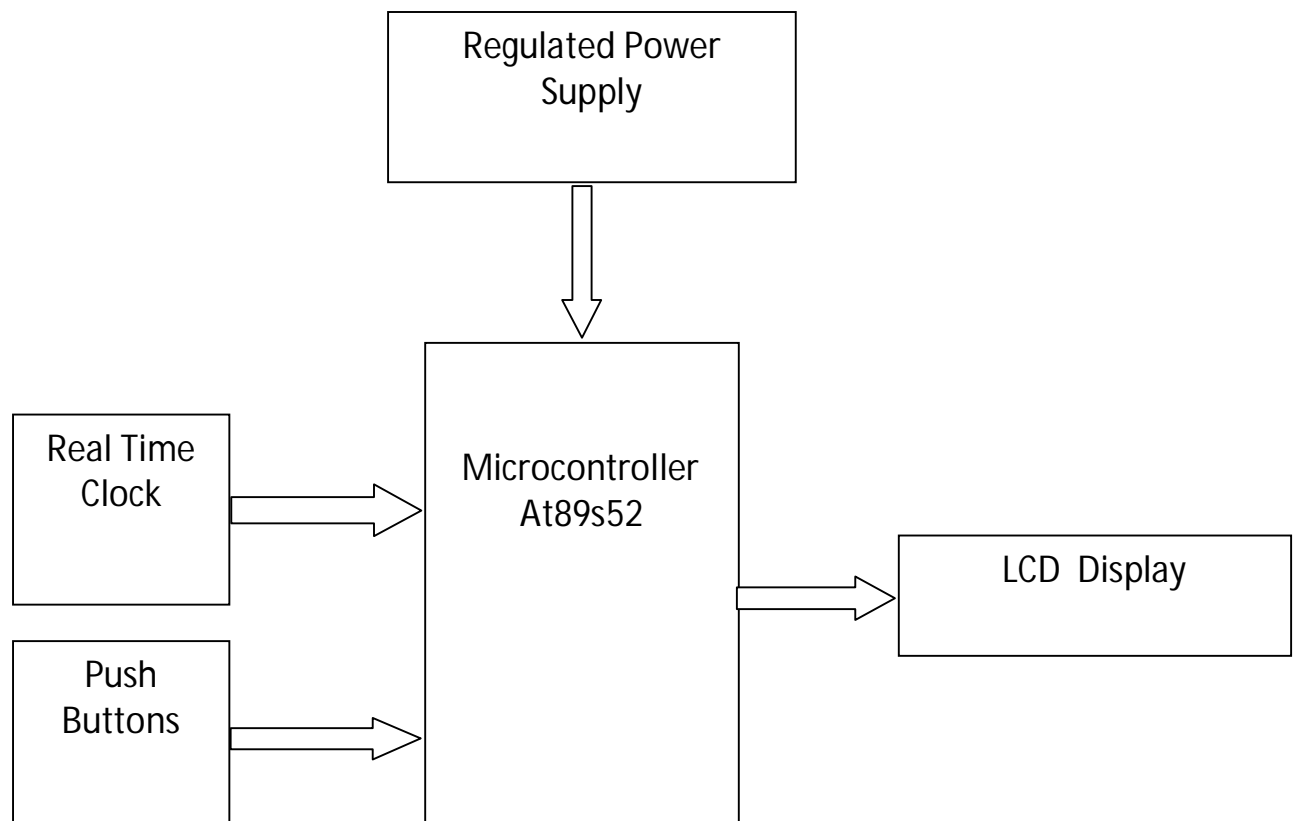 Regulated Power
Supply
Real Time
Clock
Microcontroller
At89s52
LCD  Display
Push
Buttons